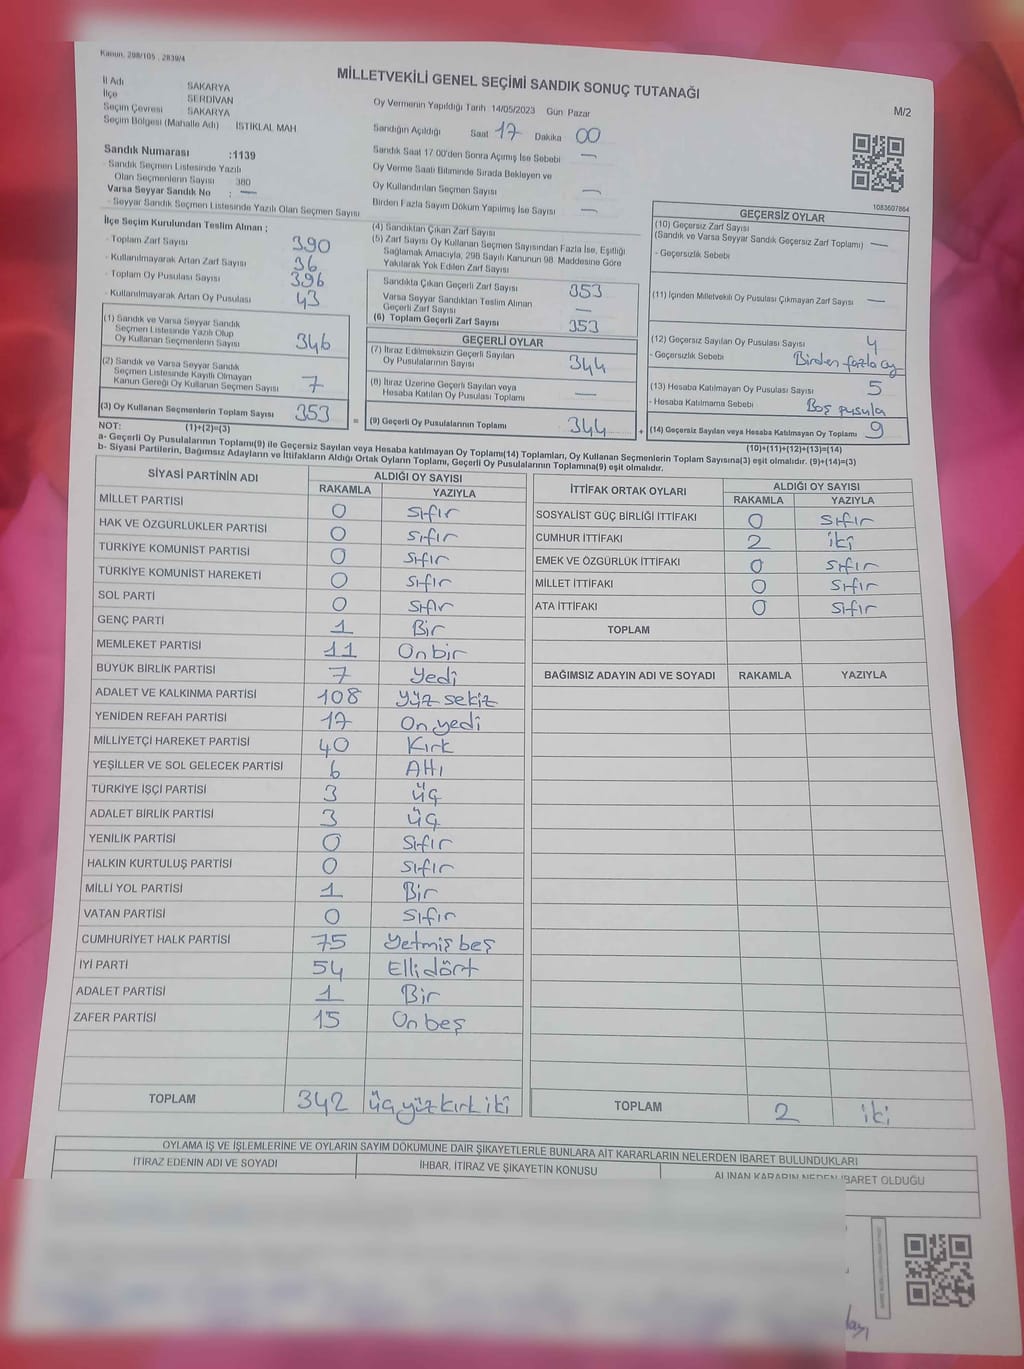 Kanun. 298/105 , 2839/4
MİLLETVEKİLİ GENEL SEÇİMİ SANDIK SONUÇ TUTANAĞI
M/2
İl Adı SAKARYA
İlçe SERDİVAN
Seçim Çevresi SAKARYA
Seçim Bölgesi (Mahalle Adı) İSTİKLAL MAH
Oy Vermenin Yapıldığı Tarih 14/05/2023 Gün Pazar
Sandığın Açıldığı Saat 17 Dakika 00
Sandık Saat 17 00'den Sonra Açımış İse Sebebi —
Oy Verme Saati Bitiminde Sırada Bekleyen ve
Oy Kullandırılan Seçmen Sayısı —
Birden Fazla Sayım Döküm Yapılmış İse Sayısı —
1083607864
Sandık Numarası :1139
- Sandık Seçmen Listesinde Yazılı
Olan Seçmenlerin Sayısı 380
Varsa Seyyar Sandık No : —
- Seyyar Sandık Seçmen Listesinde Yazılı Olan Seçmen Sayısı
İlçe Seçim Kurulundan Teslim Alınan ;
- Toplam Zarf Sayısı 390
- Kullanılmayarak Artan Zarf Sayısı 36
- Toplam Oy Pusulası Sayısı 396
- Kullanılmayarak Artan Oy Pusulası 43
(1) Sandık ve Varsa Seyyar Sandık
Seçmen Listesinde Yazılı Olup
Oy Kullanan Seçmenlerin Sayısı 346
(2) Sandık ve Varsa Seyyar Sandık
Seçmen Listesinde Kayıtlı Olmayan
Kanun Gereği Oy Kullanan Seçmen Sayısı 7
(3) Oy Kullanan Seçmenlerin Toplam Sayısı 353
(4) Sandıktan Çıkan Zarf Sayısı
(5) Zarf Sayısı Oy Kullanan Seçmen Sayısından Fazla İse, Eşitliği
Sağlamak Amacıyla, 298 Sayılı Kanunun 98. Maddesine Göre
Yakılarak Yok Edilen Zarf Sayısı
Sandıkta Çıkan Geçerli Zarf Sayısı 353
Varsa Seyyar Sandıktan Teslim Alınan
Geçerli Zarf Sayısı —
(6) Toplam Geçerli Zarf Sayısı 353
GEÇERLİ OYLAR
(7) İtiraz Edilmeksizin Geçerli Sayılan
Oy Pusulalarının Sayısı 344
(8) İtiraz Üzerine Geçerli Sayılan veya
Hesaba Katılan Oy Pusulası Toplamı —
= (9) Geçerli Oy Pusulalarının Toplamı 344
GEÇERSİZ OYLAR
(10) Geçersiz Zarf Sayısı
(Sandık ve Varsa Seyyar Sandık Geçersiz Zarf Toplamı) —
- Geçersizlik Sebebi
(11) İçinden Milletvekili Oy Pusulası Çıkmayan Zarf Sayısı —
(12) Geçersiz Sayılan Oy Pusulası Sayısı 4
- Geçersizlik Sebebi Birden fazla oy
(13) Hesaba Katılmayan Oy Pusulası Sayısı 5
- Hesaba Katılmama Sebebi Boş pusula
+ (14) Geçersiz Sayılan veya Hesaba Katılmayan Oy Toplamı 9
NOT: (1)+(2)=(3) (10)+(11)+(12)+(13)=(14)
a- Geçerli Oy Pusulalarının Toplamı(9) ile Geçersiz Sayılan veya Hesaba katılmayan Oy Toplamı(14) Toplamları, Oy Kullanan Seçmenlerin Toplam Sayısına(3) eşit olmalıdır. (9)+(14)=(3)
b- Siyasi Partilerin, Bağımsız Adayların ve İttifakların Aldığı Ortak Oyların Toplamı, Geçerli Oy Pusulalarının Toplamına(9) eşit olmalıdır.
SİYASİ PARTİNİN ADI ALDIĞI OY SAYISI
RAKAMLA YAZIYLA
MİLLET PARTİSİ 0 sıfır
HAK VE ÖZGÜRLÜKLER PARTİSİ 0 sıfır
TÜRKİYE KOMÜNİST PARTİSİ 0 sıfır
TÜRKİYE KOMÜNİST HAREKETİ 0 sıfır
SOL PARTİ 0 sıfır
GENÇ PARTİ 1 Bir
MEMLEKET PARTİSİ 11 Onbir
BÜYÜK BİRLİK PARTİSİ 7 Yedi
ADALET VE KALKINMA PARTİSİ 108 Yüz sekiz
YENİDEN REFAH PARTİSİ 17 On yedi
MİLLİYETÇİ HAREKET PARTİSİ 40 Kırk
YEŞİLLER VE SOL GELECEK PARTİSİ 6 Altı
TÜRKİYE İŞÇİ PARTİSİ 3 üç
ADALET BİRLİK PARTİSİ 3 üç
YENİLİK PARTİSİ 0 sıfır
HALKIN KURTULUŞ PARTİSİ 0 sıfır
MİLLİ YOL PARTİSİ 1 Bir
VATAN PARTİSİ 0 sıfır
CUMHURİYET HALK PARTİSİ 75 Yetmiş beş
İYİ PARTİ 54 Elli dört
ADALET PARTİSİ 1 Bir
ZAFER PARTİSİ 15 On beş
TOPLAM 342 üç yüz kırk iki
İTTİFAK ORTAK OYLARI ALDIĞI OY SAYISI
RAKAMLA YAZIYLA
SOSYALİST GÜÇ BİRLİĞİ İTTİFAKI 0 sıfır
CUMHUR İTTİFAKI 2 iki
EMEK VE ÖZGÜRLÜK İTTİFAKI 0 sıfır
MİLLET İTTİFAKI 0 sıfır
ATA İTTİFAKI 0 sıfır
TOPLAM
BAĞIMSIZ ADAYIN ADI VE SOYADI RAKAMLA YAZIYLA
TOPLAM 2 iki
OYLAMA İŞ VE İŞLEMLERİNE VE OYLARIN SAYIM DÖKÜMÜNE DAİR ŞİKAYETLERLE BUNLARA AİT KARARLARIN NELERDEN İBARET BULUNDUKLARI
İTİRAZ EDENİN ADI VE SOYADI İHBAR, İTİRAZ VE ŞİKAYETİN KONUSU ALINAN KARARIN NEDEN İBARET OLDUĞU